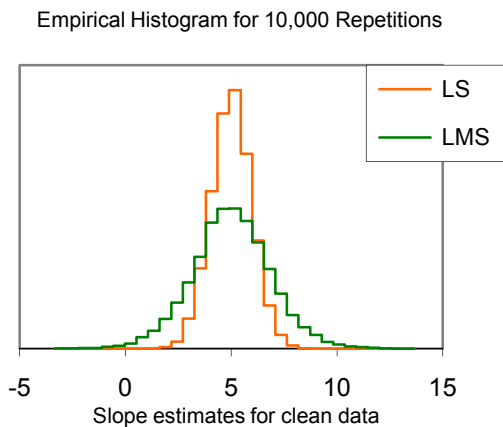 Empirical Histogram for 10,000 Repetitions
LS
LMS
-5 0 5 10 15
Slope estimates for clean data